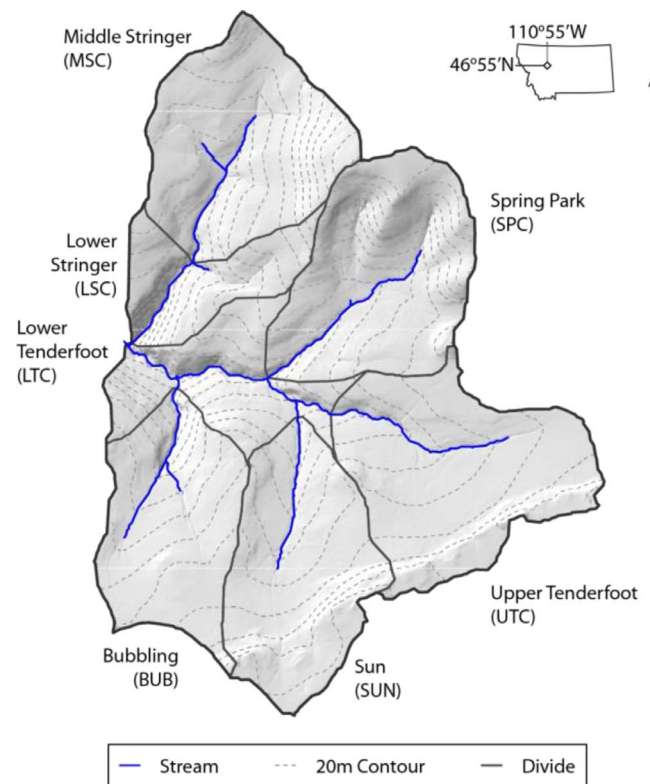 Middle Stringer
(MSC)
110°55'W
46°55'N
Spring Park
(SPC)
Lower
Stringer
(LSC)
Lower
Tenderfoot
(LTC)
Upper Tenderfoot
(UTC)
Bubbling
(BUB)
Sun
(SUN)
Stream
20m Contour
Divide